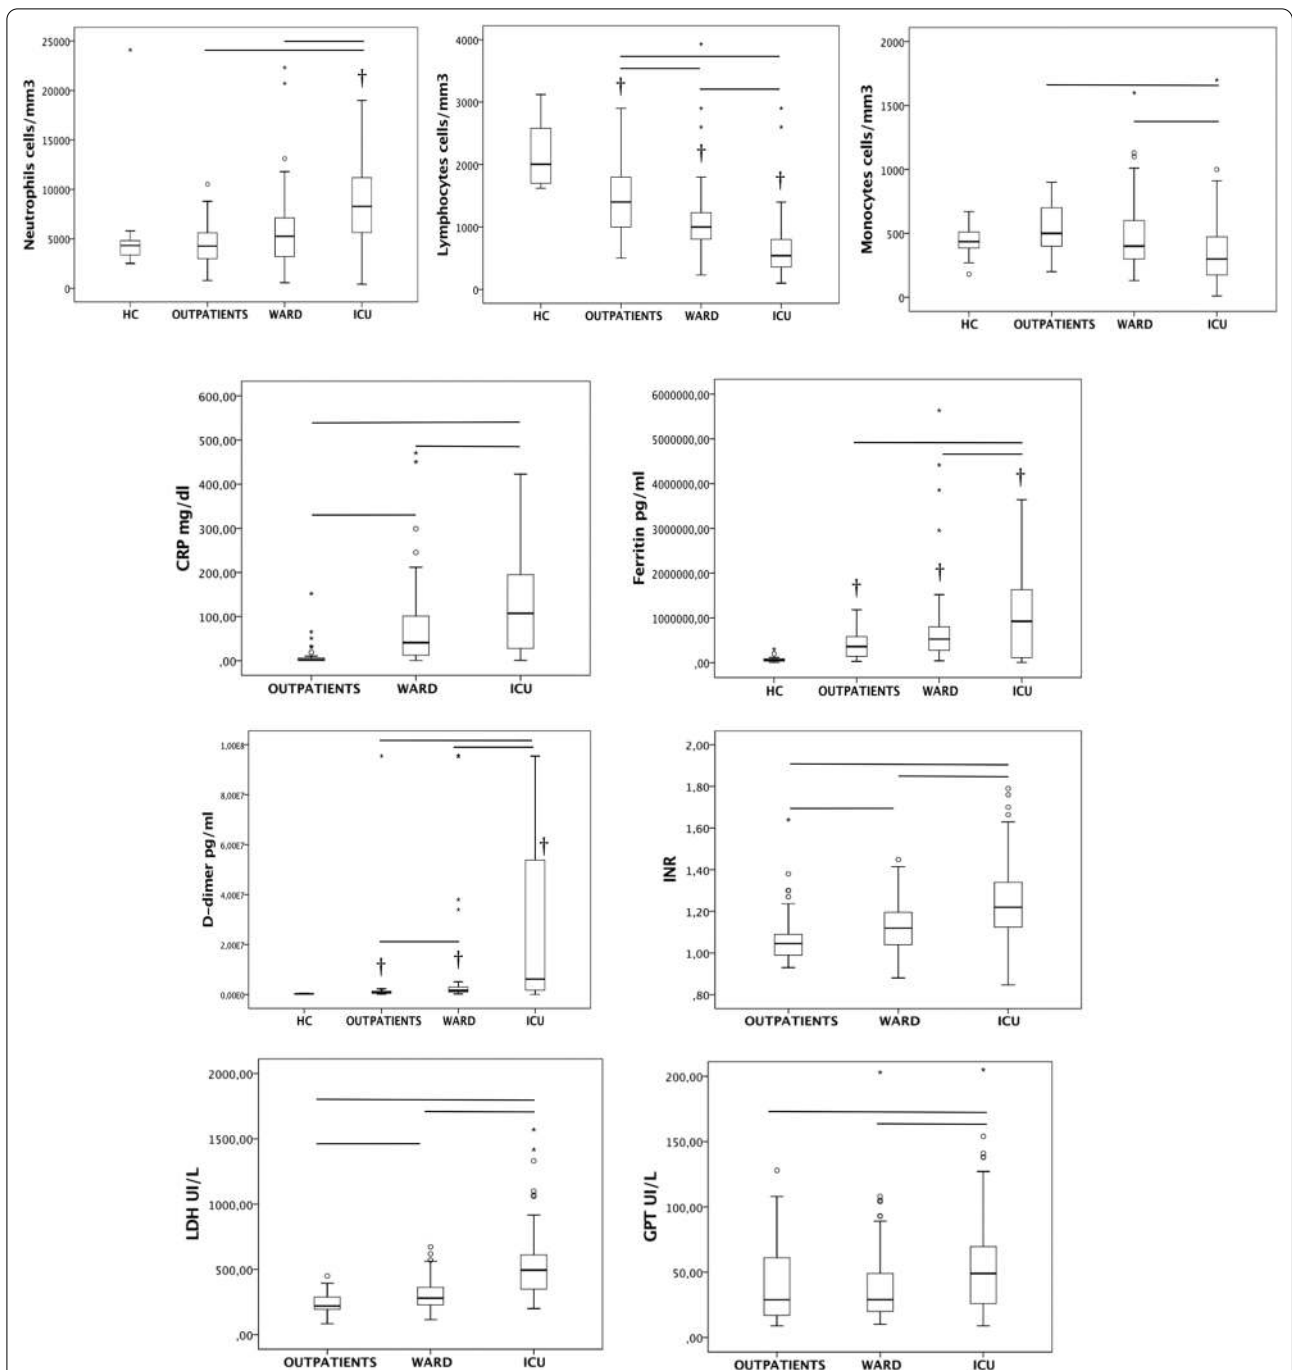 Neutrophils cells/mm3
25000
20000
15000
10000
5000
0
†
HC OUTPATIENTS WARD ICU
Lymphocytes cells/mm3
4000
3000
2000
1000
0
† † †
HC OUTPATIENTS WARD ICU
Monocytes cells/mm3
2000
1500
1000
500
0
HC OUTPATIENTS WARD ICU
CRP mg/dl
600,00
500,00
400,00
300,00
200,00
100,00
,00
OUTPATIENTS WARD ICU
Ferritin pg/ml
6000000,00
5000000,00
4000000,00
3000000,00
2000000,00
1000000,00
,00
† † †
HC OUTPATIENTS WARD ICU
D-dimer pg/ml
1,00E8
8,00E7
6,00E7
4,00E7
2,00E7
0,00E0
† † †
HC OUTPATIENTS WARD ICU
INR
2,00
1,80
1,60
1,40
1,20
1,00
,80
OUTPATIENTS WARD ICU
LDH UI/L
2000,00
1500,00
1000,00
500,00
,00
OUTPATIENTS WARD ICU
GPT UI/L
200,00
150,00
100,00
50,00
,00
OUTPATIENTS WARD ICU